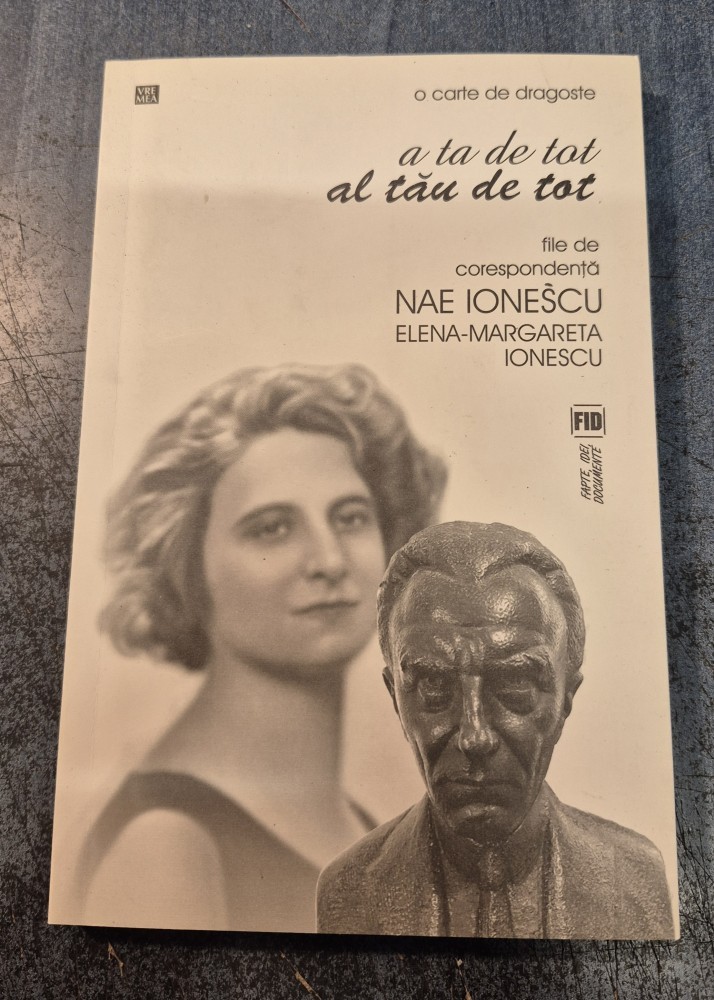 VRE
MEA
o carte de dragoste
a ta de tot
al tău de tot
file de
corespondență
NAE IONESCU
ELENA-MARGARETA
IONESCU
FID
FAPTE, IDEI,
DOCUMENTE